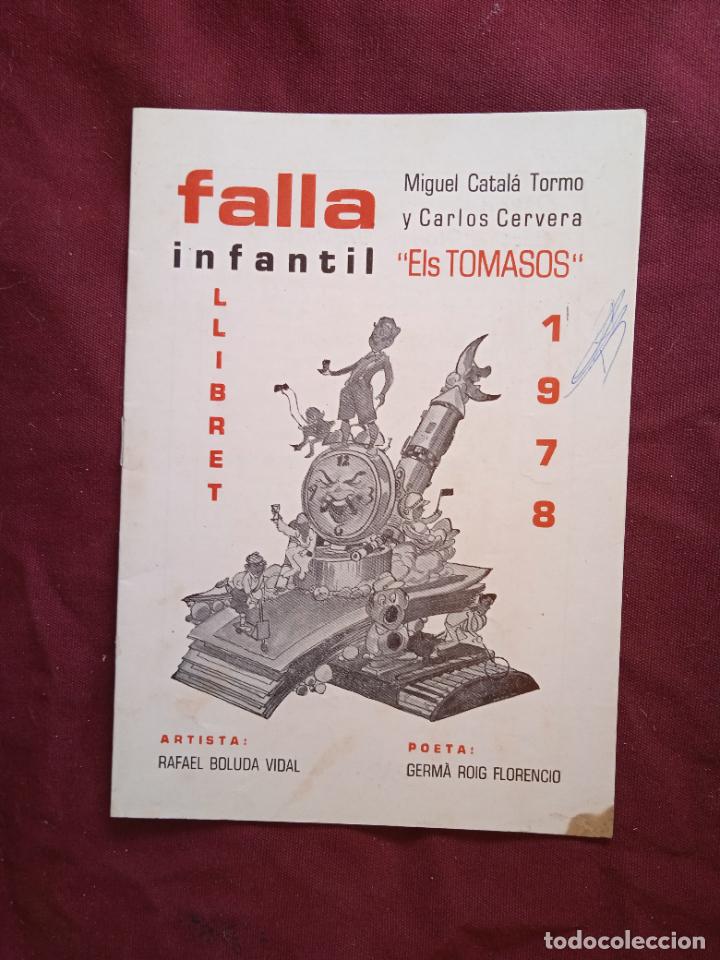 falla
infantil
Miguel Catalá Tormo
y Carlos Cervera
"Els TOMASOS"
LLIBRET
1978
12
6
ARTISTA:
RAFAEL BOLUDA VIDAL
POETA:
GERMÀ ROIG FLORENCIO
todocoleccion